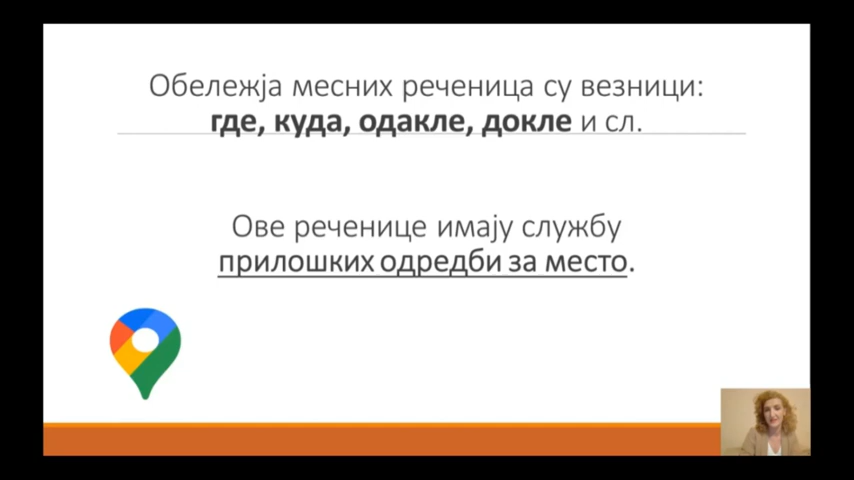 Обележја месних реченица су везници:
где, куда, одакле, докле и сл.
Ове реченице имају службу
прилошких одредби за место.